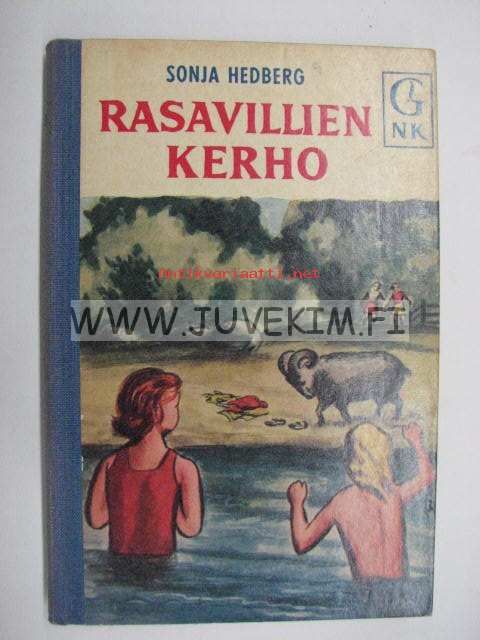 SONJA HEDBERG
G
NK
RASAVILLIEN
KERHO
Antikvariaatti.net
WWW.JUVEKIM.FI